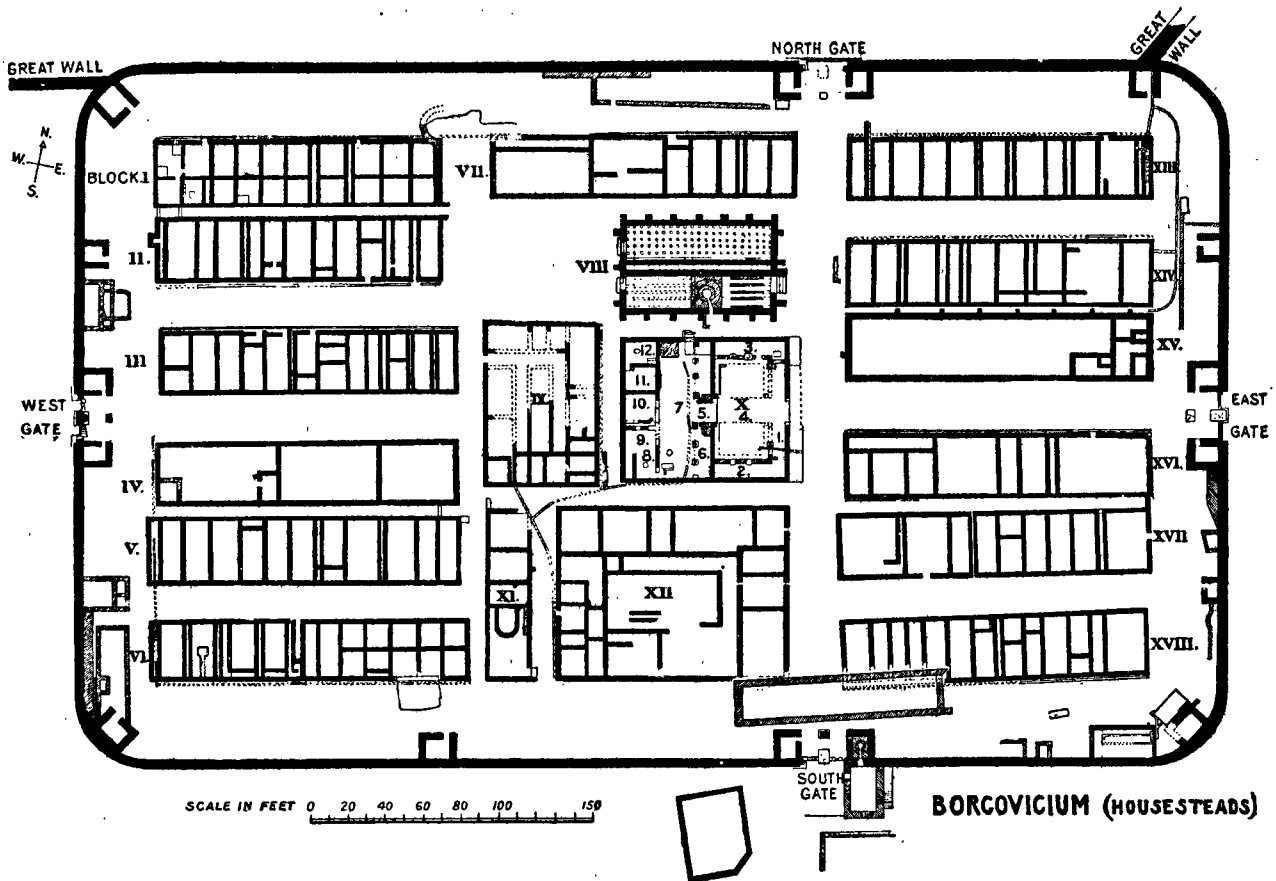 NORTH GATE
GREAT WALL
GREAT WALL
N.
W. E.
S.
BLOCK.I
VII.
XIII.
II.
VIII
XIV.
III
12.
3.
XV.
11.
IX
7
X
WEST
GATE
10.
5.
4.
EAST
GATE
9.
8.
6.
1.
2.
XVI.
IV.
V.
XVII
XI.
XII
VI.
XVIII.
SOUTH
GATE
SCALE IN FEET 0 20 40 60 80 100 150
BORCOVICIUM (HOUSESTEADS)